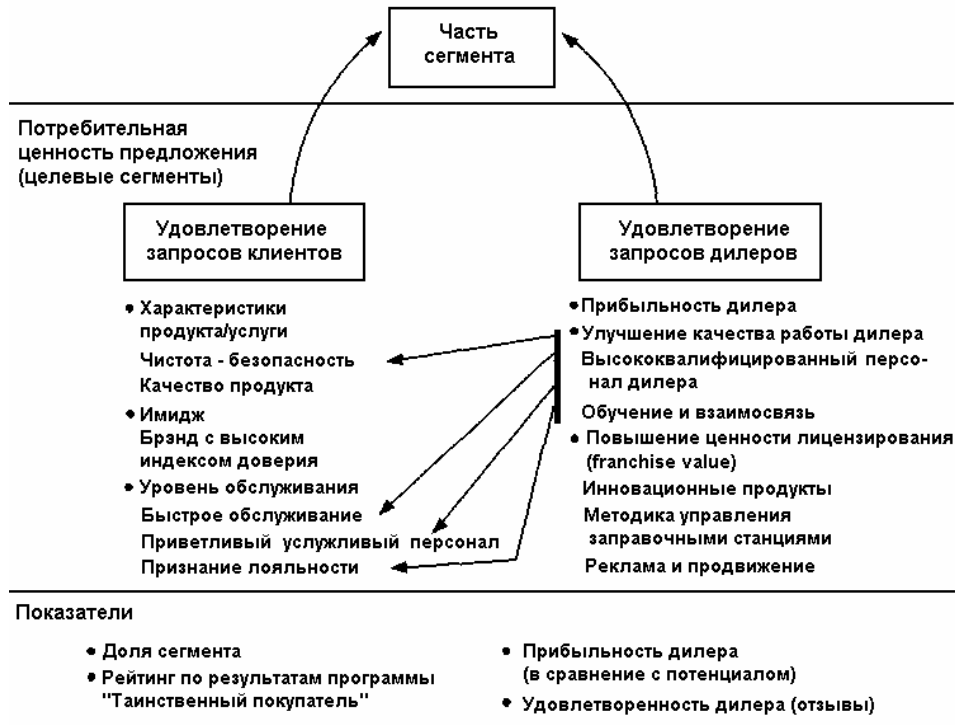 Часть
сегмента
Потребительная
ценность предложения
(целевые сегменты)
Удовлетворение
запросов клиентов
• Характеристики
продукта/услуги
Чистота - безопасность
Качество продукта
• Имидж
Брэнд с высоким
индексом доверия
• Уровень обслуживания
Быстрое обслуживание
Приветливый услужливый персонал
Признание лояльности
Удовлетворение
запросов дилеров
• Прибыльность дилера
• Улучшение качества работы дилера
Высококвалифицированный персо-
нал дилера
Обучение и взаимосвязь
• Повышение ценности лицензирования
(franchise value)
Инновационные продукты
Методика управления
заправочными станциями
Реклама и продвижение
Показатели
• Доля сегмента
• Рейтинг по результатам программы
"Таинственный покупатель"
• Прибыльность дилера
(в сравнение с потенциалом)
• Удовлетворенность дилера (отзывы)